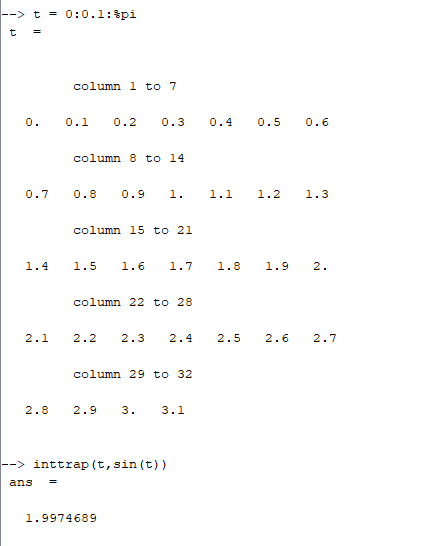 --> t = 0:0.1:%pi
t  =
column 1 to 7
0.   0.1   0.2   0.3   0.4   0.5   0.6
column 8 to 14
0.7   0.8   0.9   1.   1.1   1.2   1.3
column 15 to 21
1.4   1.5   1.6   1.7   1.8   1.9   2.
column 22 to 28
2.1   2.2   2.3   2.4   2.5   2.6   2.7
column 29 to 32
2.8   2.9   3.   3.1
--> inttrap(t,sin(t))
ans  =
1.9974689